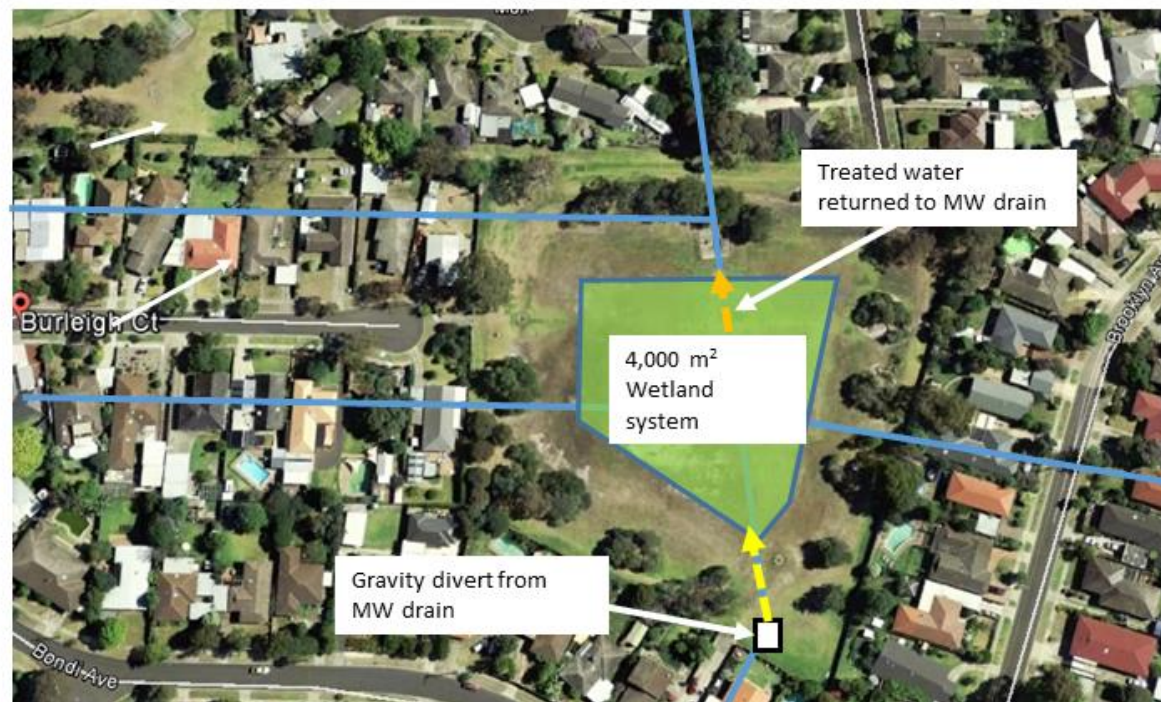 Treated water
returned to MW drain
Burleigh Ct
Brooklyn Av
4,000 m²
Wetland
system
Gravity divert from
MW drain
Bondi Ave